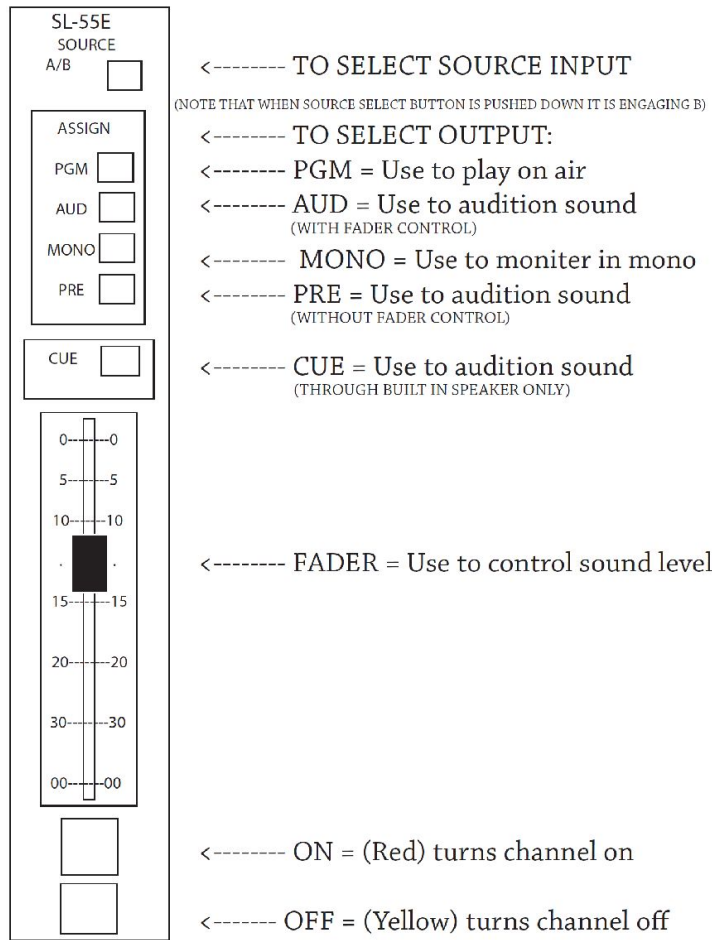 SL-55E
SOURCE
A/B
<-------- TO SELECT SOURCE INPUT
(NOTE THAT WHEN SOURCE SELECT BUTTON IS PUSHED DOWN IT IS ENGAGING B)
ASSIGN
<-------- TO SELECT OUTPUT:
PGM
<-------- PGM = Use to play on air
AUD
<-------- AUD = Use to audition sound
(WITH FADER CONTROL)
MONO
<-------- MONO = Use to moniter in mono
PRE
<-------- PRE = Use to audition sound
(WITHOUT FADER CONTROL)
CUE
<-------- CUE = Use to audition sound
(THROUGH BUILT IN SPEAKER ONLY)
0-------0
5-------5
10-------10
<-------- FADER = Use to control sound level
15-------15
20-------20
30-------30
00-------00
<-------- ON = (Red) turns channel on
<------- OFF = (Yellow) turns channel off